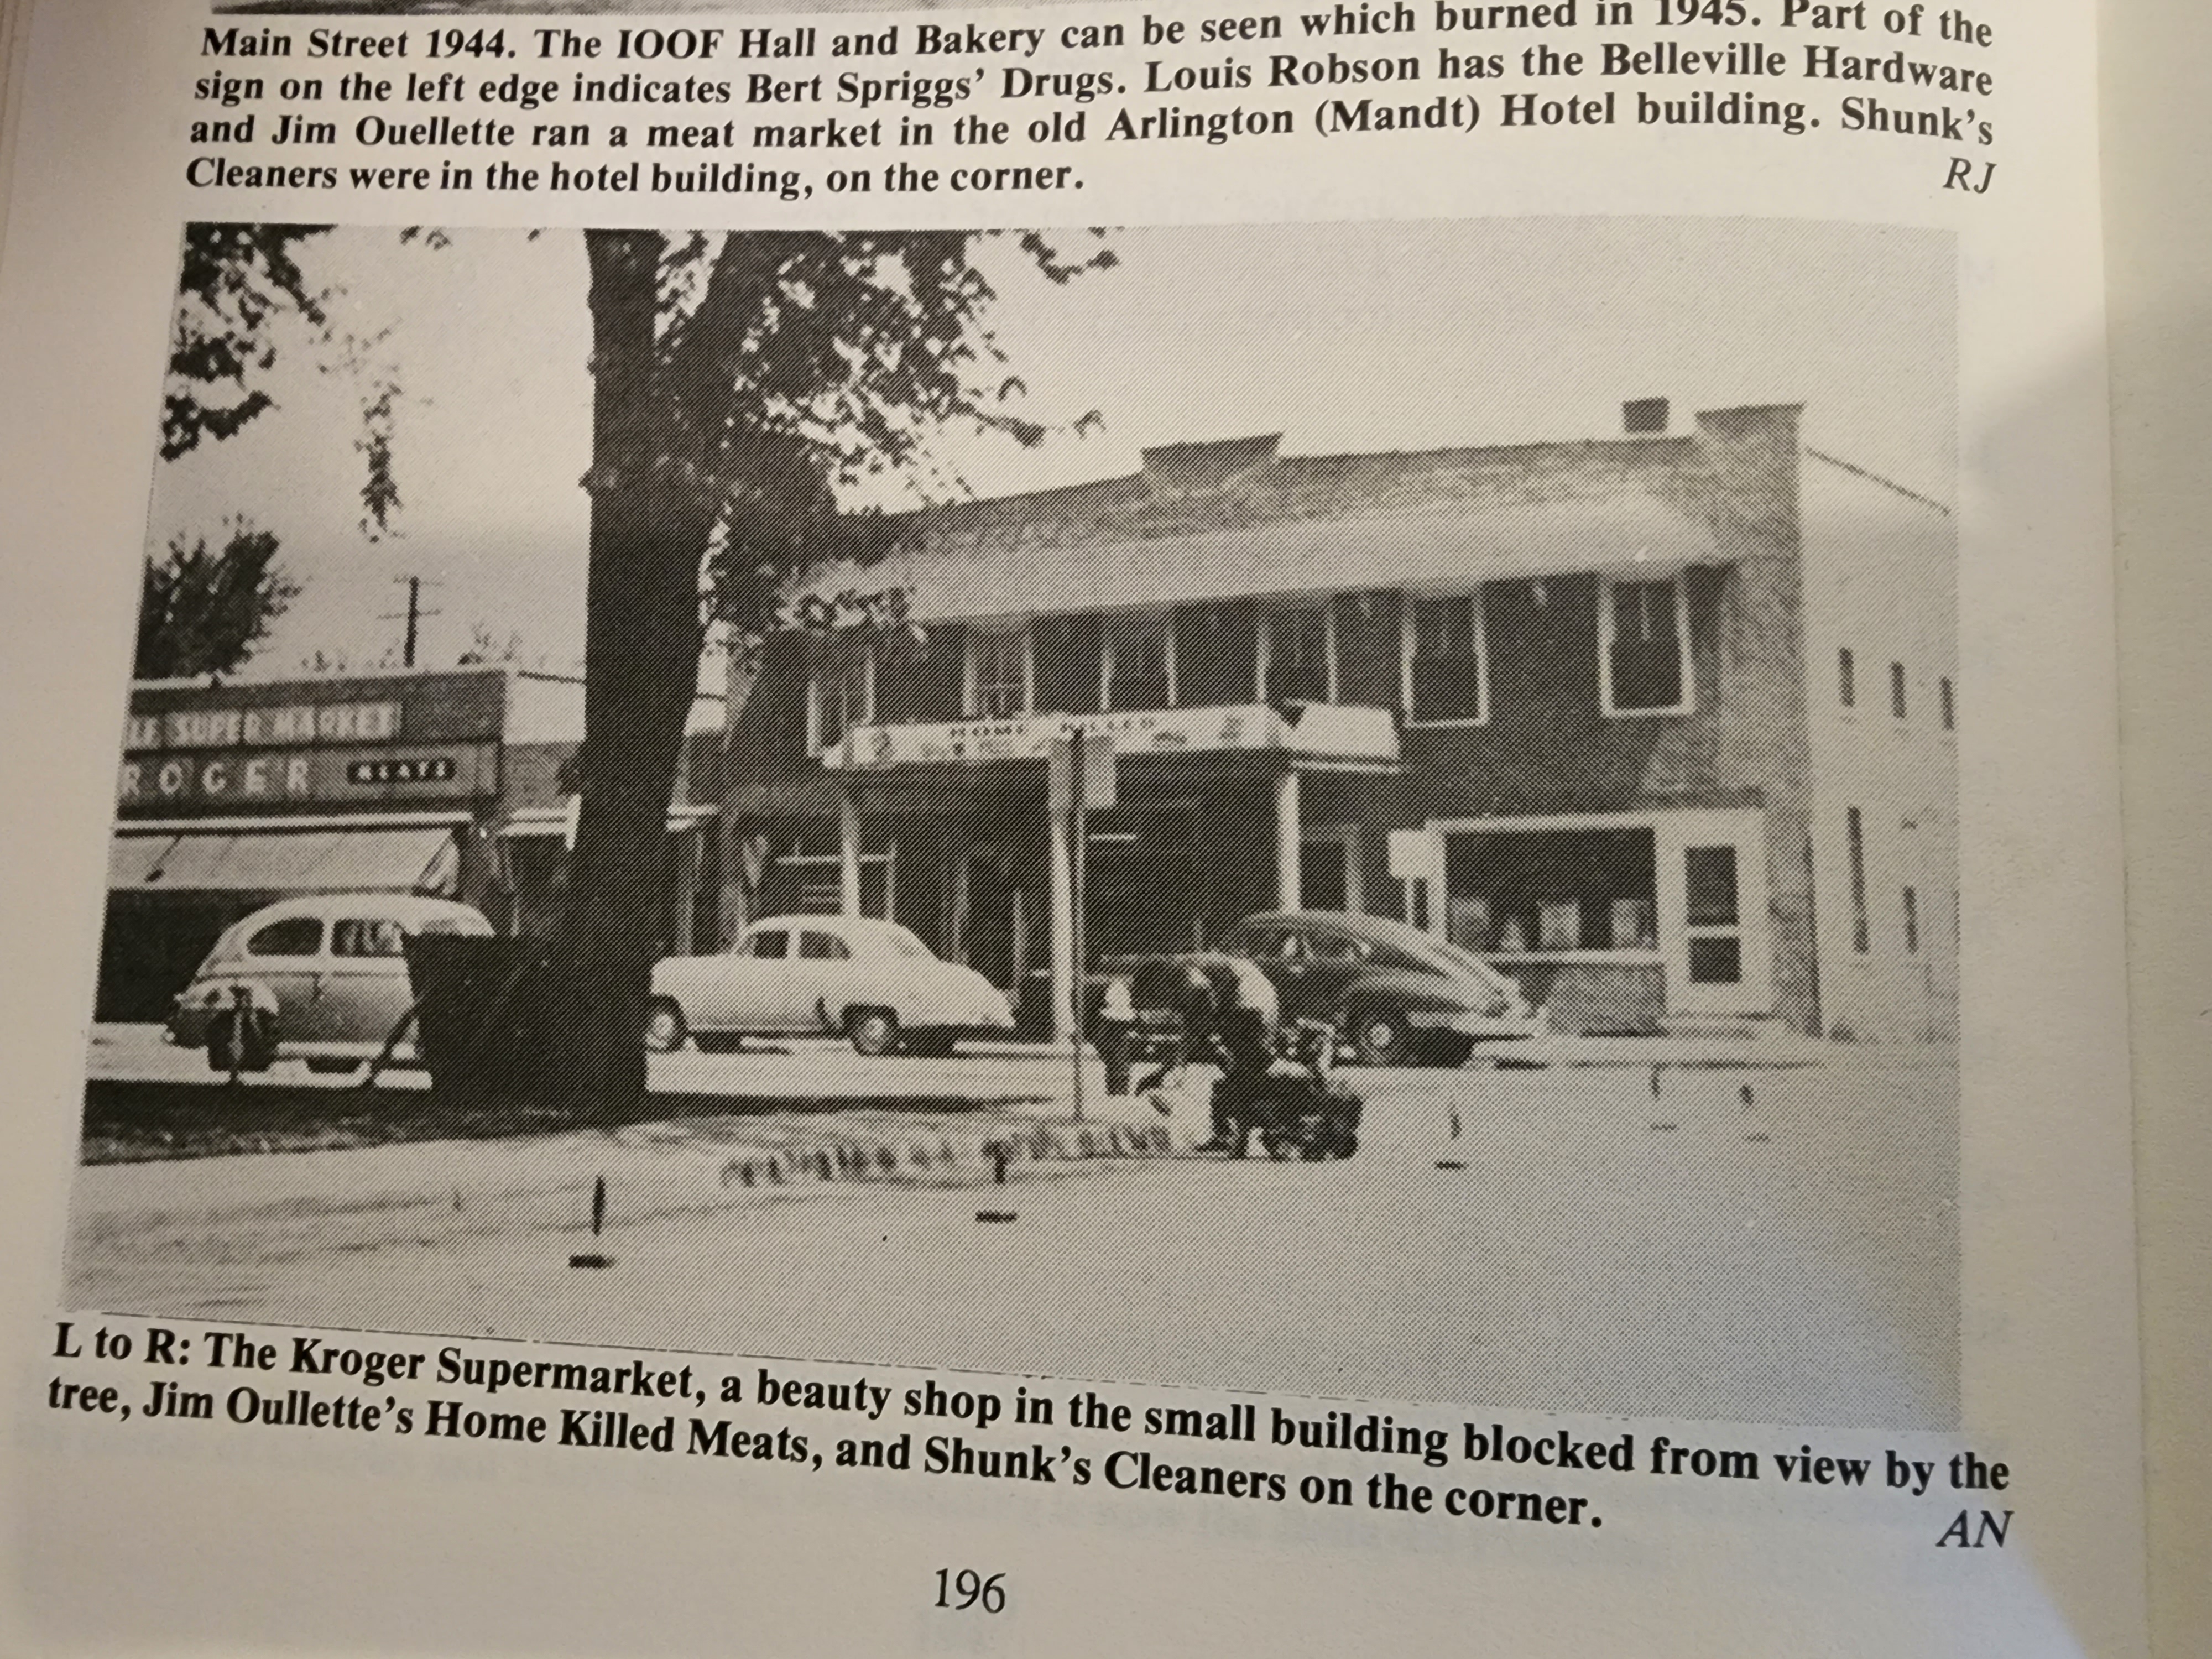 Main Street 1944. The IOOF Hall and Bakery can be seen which burned in 1945. Part of the
sign on the left edge indicates Bert Spriggs' Drugs. Louis Robson has the Belleville Hardware
and Jim Ouellette ran a meat market in the old Arlington (Mandt) Hotel building. Shunk's
Cleaners were in the hotel building, on the corner.
RJ
LE SUPER MARKET
ROGER MEATS
HOME KILLED
L to R: The Kroger Supermarket, a beauty shop in the small building blocked from view by the
tree, Jim Oullette's Home Killed Meats, and Shunk's Cleaners on the corner.
AN
196